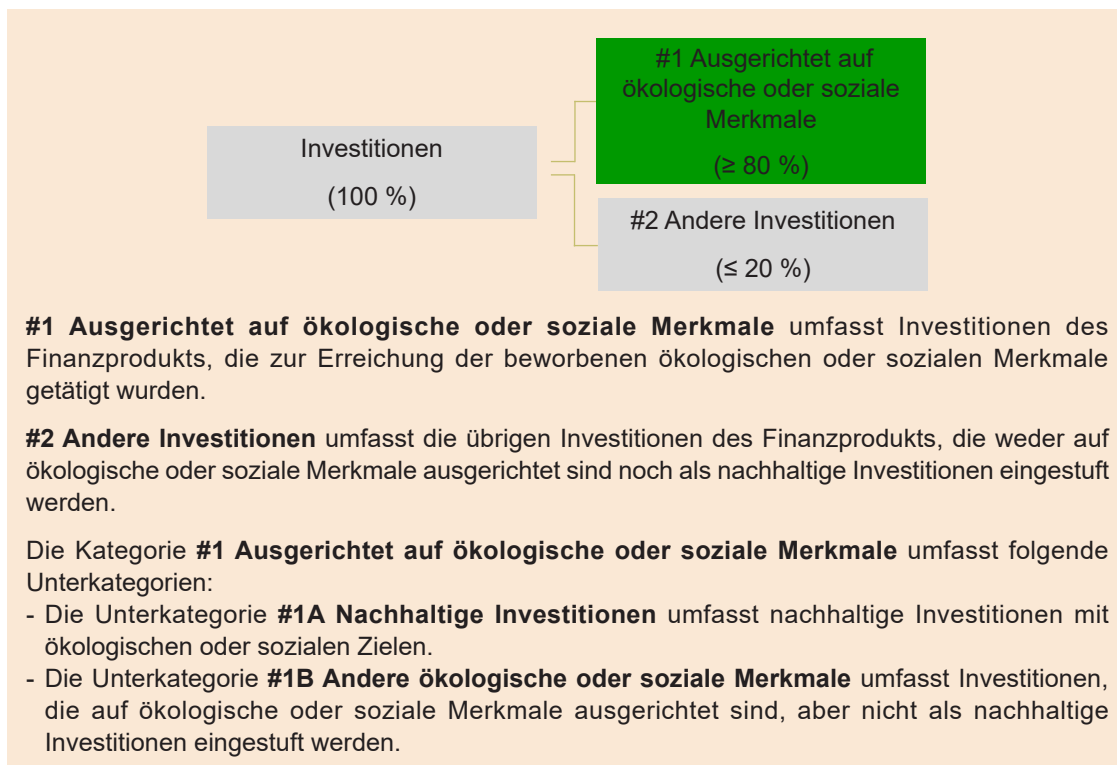 #1 Ausgerichtet auf
ökologische oder soziale
Merkmale
(≥ 80 %)
Investitionen
(100 %)
#2 Andere Investitionen
(≤ 20 %)
#1 Ausgerichtet auf ökologische oder soziale Merkmale umfasst Investitionen des
Finanzprodukts, die zur Erreichung der beworbenen ökologischen oder sozialen Merkmale
getätigt wurden.
#2 Andere Investitionen umfasst die übrigen Investitionen des Finanzprodukts, die weder auf
ökologische oder soziale Merkmale ausgerichtet sind noch als nachhaltige Investitionen eingestuft
werden.
Die Kategorie #1 Ausgerichtet auf ökologische oder soziale Merkmale umfasst folgende
Unterkategorien:
- Die Unterkategorie #1A Nachhaltige Investitionen umfasst nachhaltige Investitionen mit
ökologischen oder sozialen Zielen.
- Die Unterkategorie #1B Andere ökologische oder soziale Merkmale umfasst Investitionen,
die auf ökologische oder soziale Merkmale ausgerichtet sind, aber nicht als nachhaltige
Investitionen eingestuft werden.